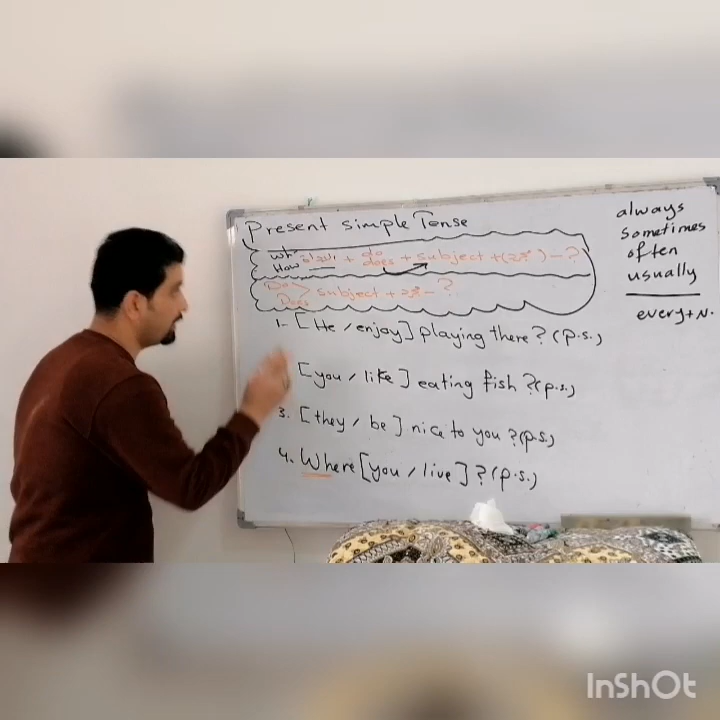 Present simple Tense
Wh do
How does + subject + ( ) - ?
Do
Does subject + - ?
1- [He / enjoy] playing there? (p.s.)
[you / like] eating fish? (p.s.)
3. [they / be] nice to you? (p.s)
4. Where [you / live]? (p.s.)
always
sometimes
often
usually
every + N.
InShOt